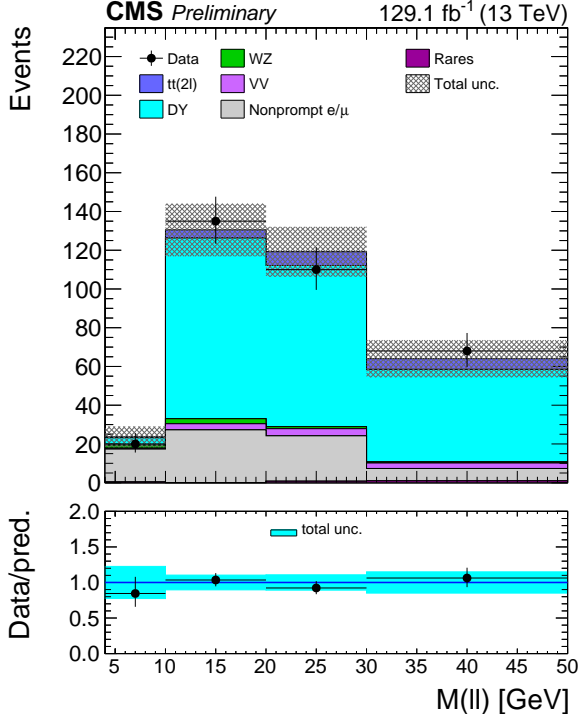 CMS Preliminary 129.1 fb⁻¹ (13 TeV)
Events
220
200
180
160
140
120
100
80
60
40
20
0
Data
tt(2l)
DY
WZ
VV
Nonprompt e/μ
Rares
Total unc.
Data/pred.
2.0
1.5
1.0
0.5
0.0
total unc.
5 10 15 20 25 30 35 40 45 50
M(ll) [GeV]